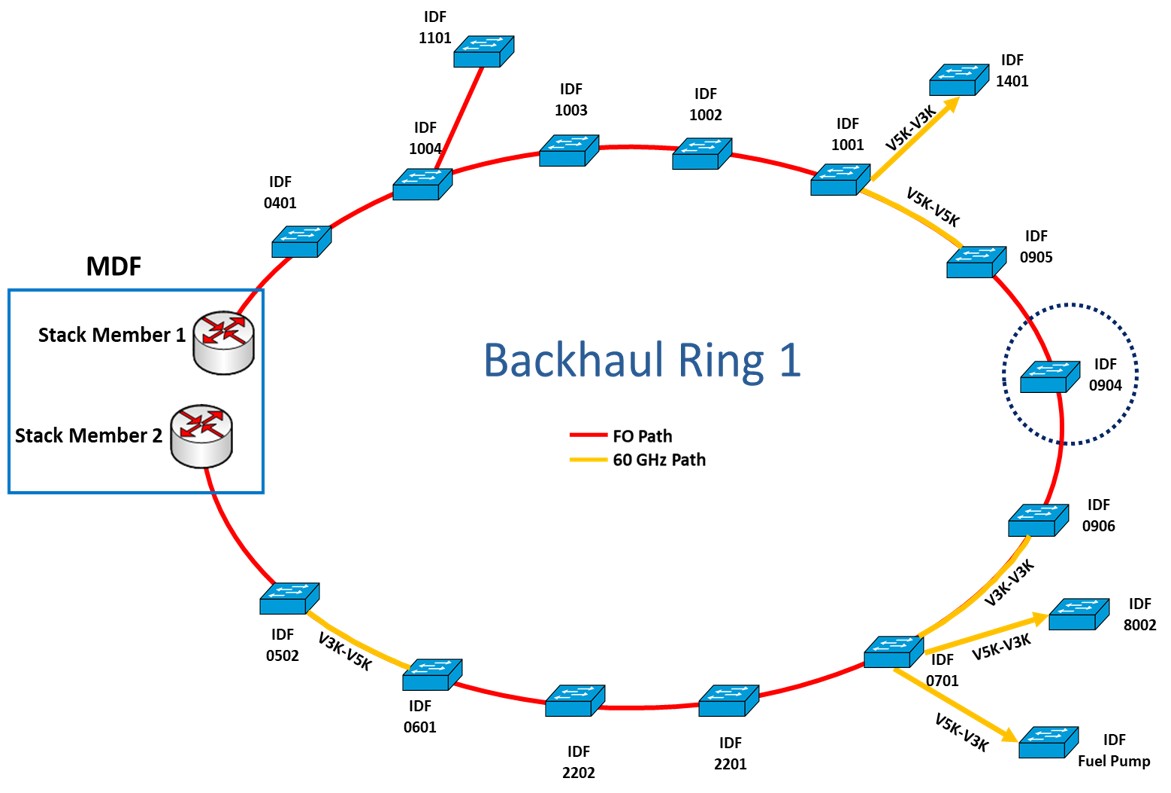 IDF
1101
IDF
1003
IDF
1002
IDF
1401
IDF
1004
IDF
1001
V5K-V3K
IDF
0401
V5K-V5K
IDF
0905
MDF
Stack Member 1
Backhaul Ring 1
IDF
0904
Stack Member 2
FO Path
60 GHz Path
IDF
0906
V3K-V3K
IDF
8002
V5K-V3K
IDF
0502
V3K-V5K
IDF
0701
IDF
0601
V5K-V3K
IDF
2202
IDF
2201
IDF
Fuel Pump